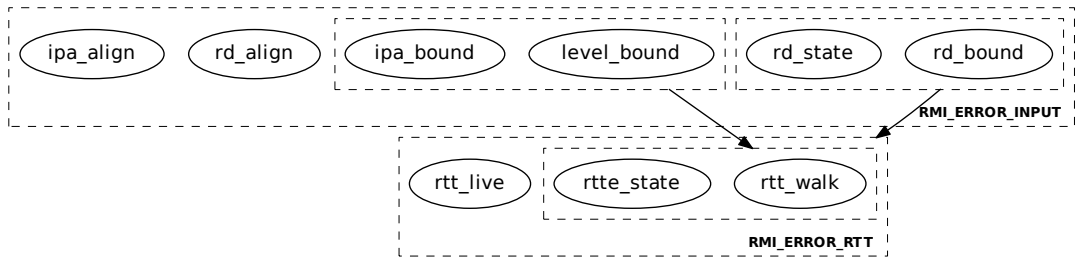 ipa_align rd_align ipa_bound level_bound rd_state rd_bound
RMI_ERROR_INPUT
rtt_live rtte_state rtt_walk
RMI_ERROR_RTT